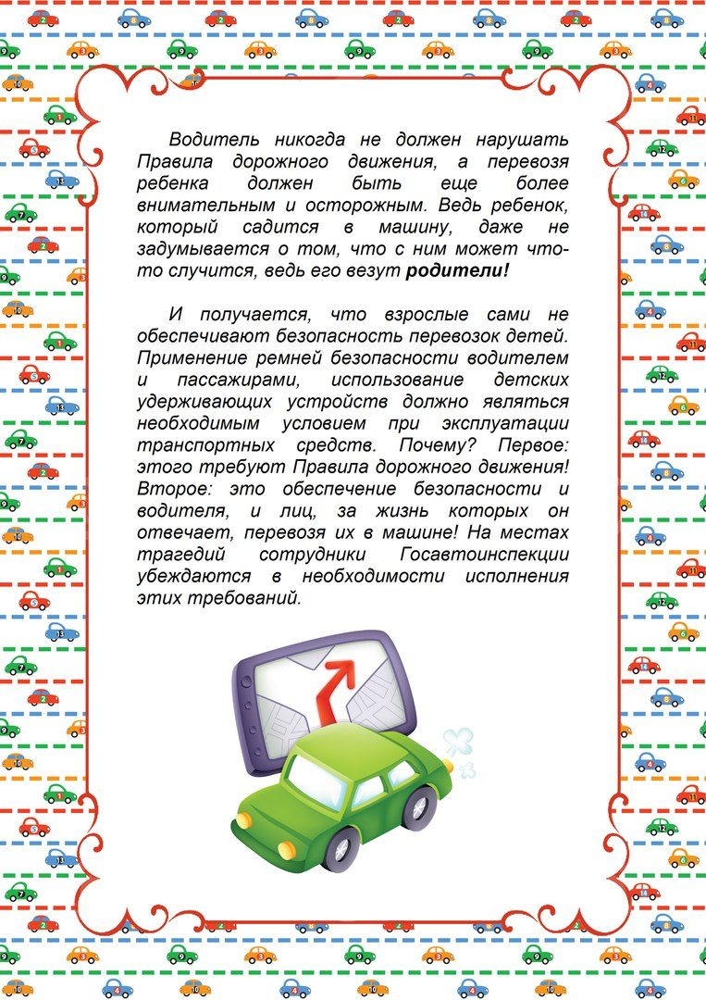 Водитель никогда не должен нарушать
Правила дорожного движения, а перевозя
ребенка должен быть еще более
внимательным и осторожным. Ведь ребенок,
который садится в машину, даже не
задумывается о том, что с ним может что-
то случится, ведь его везут родители!
И получается, что взрослые сами не
обеспечивают безопасность перевозок детей.
Применение ремней безопасности водителем
и пассажирами, использование детских
удерживающих устройств должно являться
необходимым условием при эксплуатации
транспортных средств. Почему? Первое:
этого требуют Правила дорожного движения!
Второе: это обеспечение безопасности и
водителя, и лиц, за жизнь которых он
отвечает, перевозя их в машине! На местах
трагедий сотрудники Госавтоинспекции
убеждаются в необходимости исполнения
этих требований.